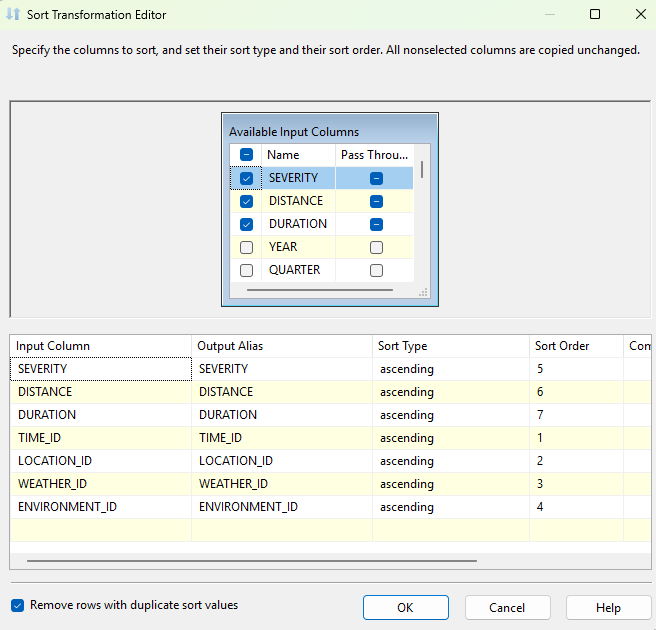 Sort Transformation Editor
Specify the columns to sort, and set their sort type and their sort order. All nonselected columns are copied unchanged.
Available Input Columns
Name Pass Throu...
SEVERITY
DISTANCE
DURATION
YEAR
QUARTER
Input Column Output Alias Sort Type Sort Order Com
SEVERITY SEVERITY ascending 5
DISTANCE DISTANCE ascending 6
DURATION DURATION ascending 7
TIME_ID TIME_ID ascending 1
LOCATION_ID LOCATION_ID ascending 2
WEATHER_ID WEATHER_ID ascending 3
ENVIRONMENT_ID ENVIRONMENT_ID ascending 4
Remove rows with duplicate sort values
OK Cancel Help